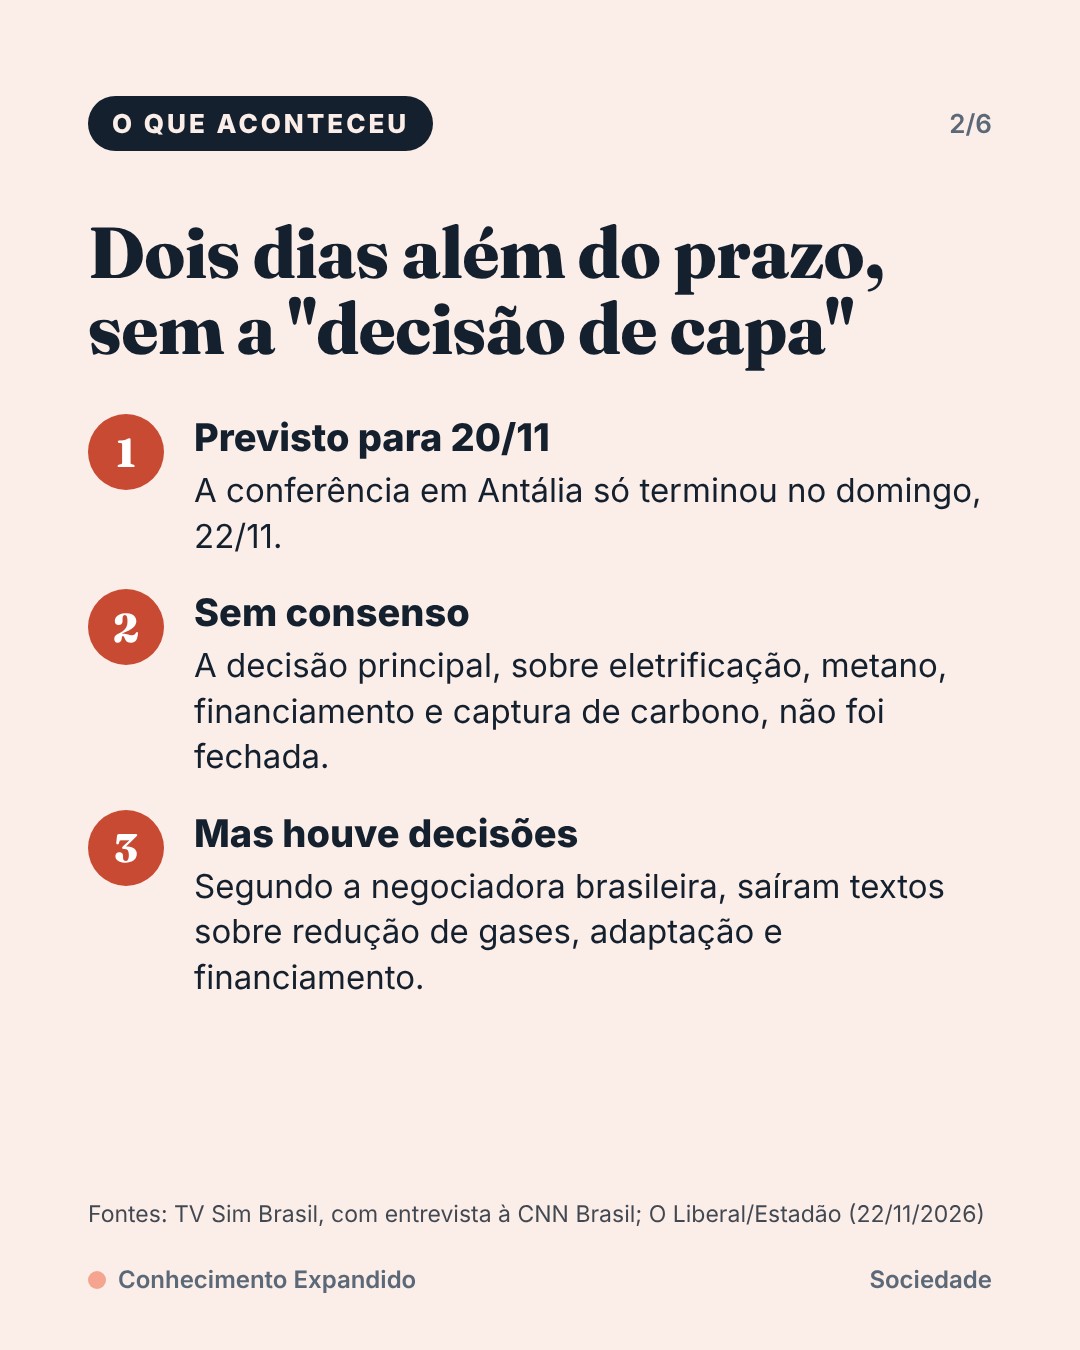 O QUE ACONTECEU
2/6
Dois dias além do prazo,
sem a "decisão de capa"
1
Previsto para 20/11
A conferência em Antália só terminou no domingo,
22/11.
2
Sem consenso
A decisão principal, sobre eletrificação, metano,
financiamento e captura de carbono, não foi
fechada.
3
Mas houve decisões
Segundo a negociadora brasileira, saíram textos
sobre redução de gases, adaptação e
financiamento.
Fontes: TV Sim Brasil, com entrevista à CNN Brasil; O Liberal/Estadão (22/11/2026)
Conhecimento Expandido
Sociedade